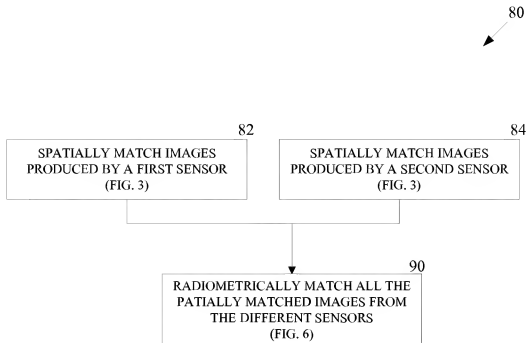 80
82
SPATIALLY MATCH IMAGES
PRODUCED BY A FIRST SENSOR
(FIG. 3)
84
SPATIALLY MATCH IMAGES
PRODUCED BY A SECOND SENSOR
(FIG. 3)
90
RADIOMETRICALLY MATCH ALL THE
PATIALLY MATCHED IMAGES FROM
THE DIFFERENT SENSORS
(FIG. 6)